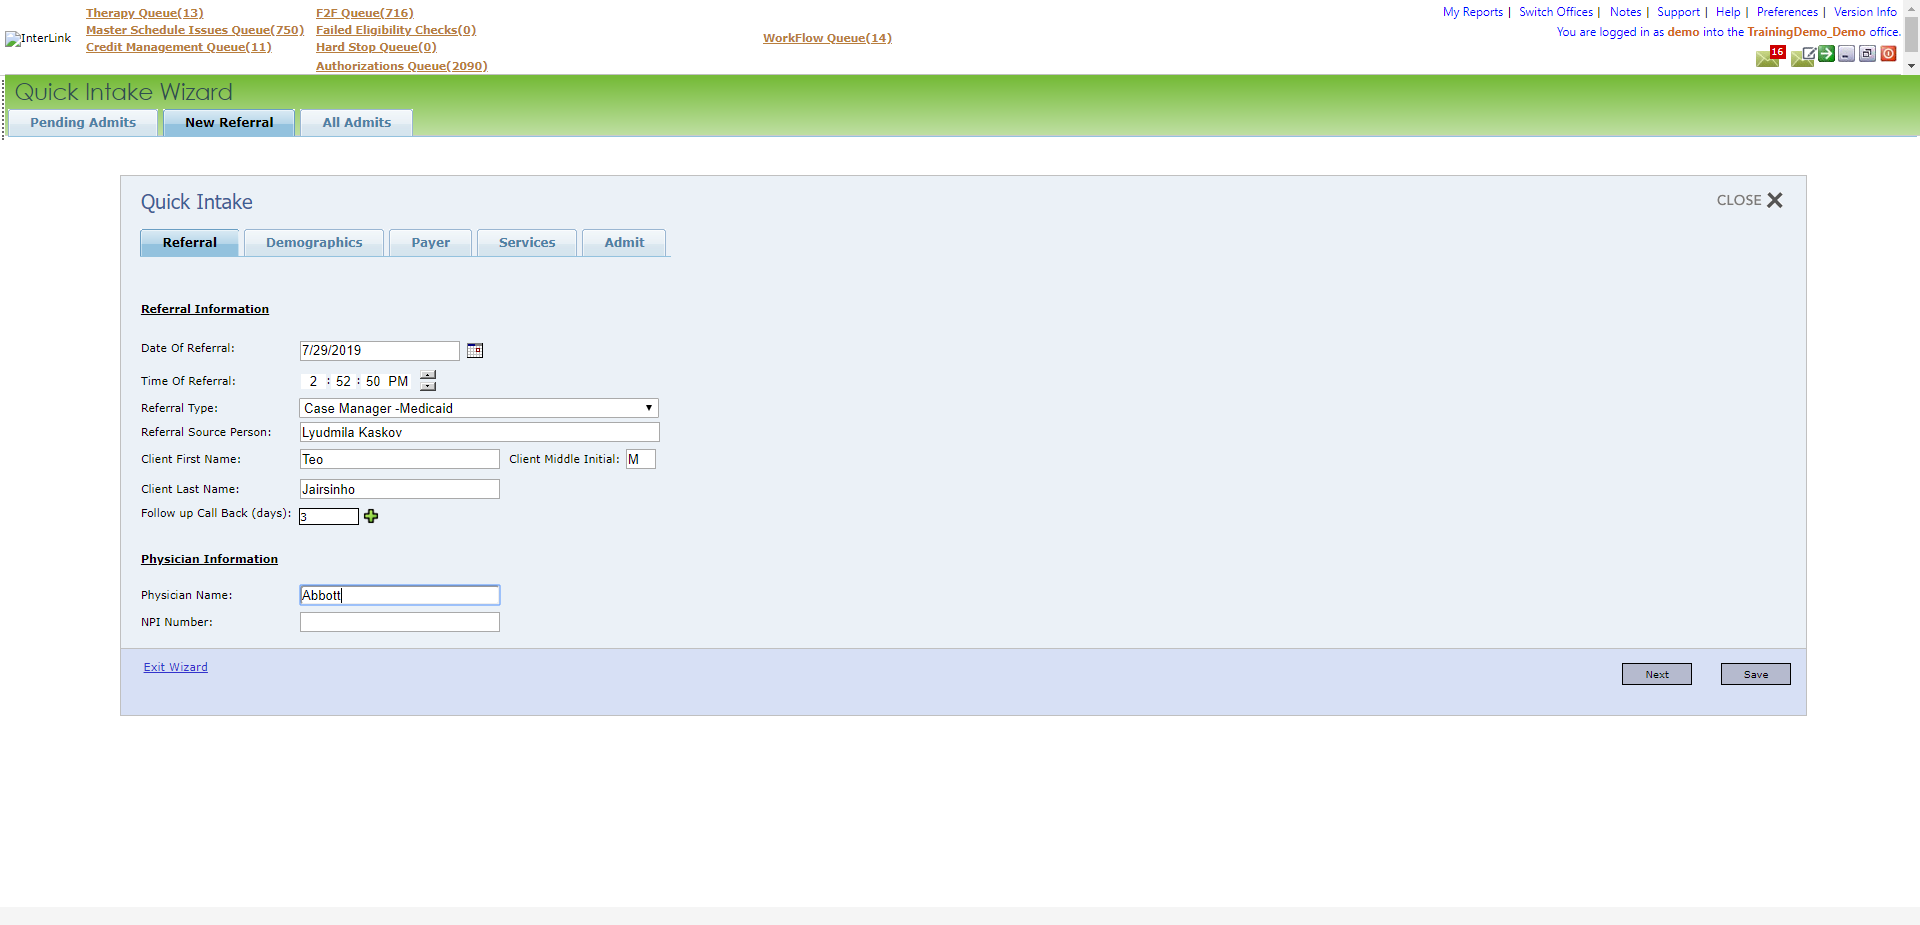 InterLink
Therapy Queue(13)
Master Schedule Issues Queue(750)
Credit Management Queue(11)
F2F Queue(716)
Failed Eligibility Checks(0)
Hard Stop Queue(0)
Authorizations Queue(2090)
WorkFlow Queue(14)
My Reports | Switch Offices | Notes | Support | Help | Preferences | Version Info
You are logged in as demo into the TrainingDemo_Demo office.
16
Quick Intake Wizard
Pending Admits New Referral All Admits
Quick Intake
CLOSE
Referral Demographics Payer Services Admit
Referral Information
Date Of Referral: 7/29/2019
Time Of Referral: 2 : 52 : 50 PM
Referral Type: Case Manager -Medicaid
Referral Source Person: Lyudmila Kaskov
Client First Name: Teo Client Middle Initial: M
Client Last Name: Jairsinho
Follow up Call Back (days): 3
Physician Information
Physician Name: Abbott
NPI Number:
Exit Wizard
Next Save